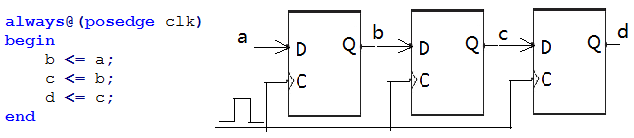 always@(posedge clk)
begin
b <= a;
c <= b;
d <= c;
end
a D Q b D Q c D Q d
C C C